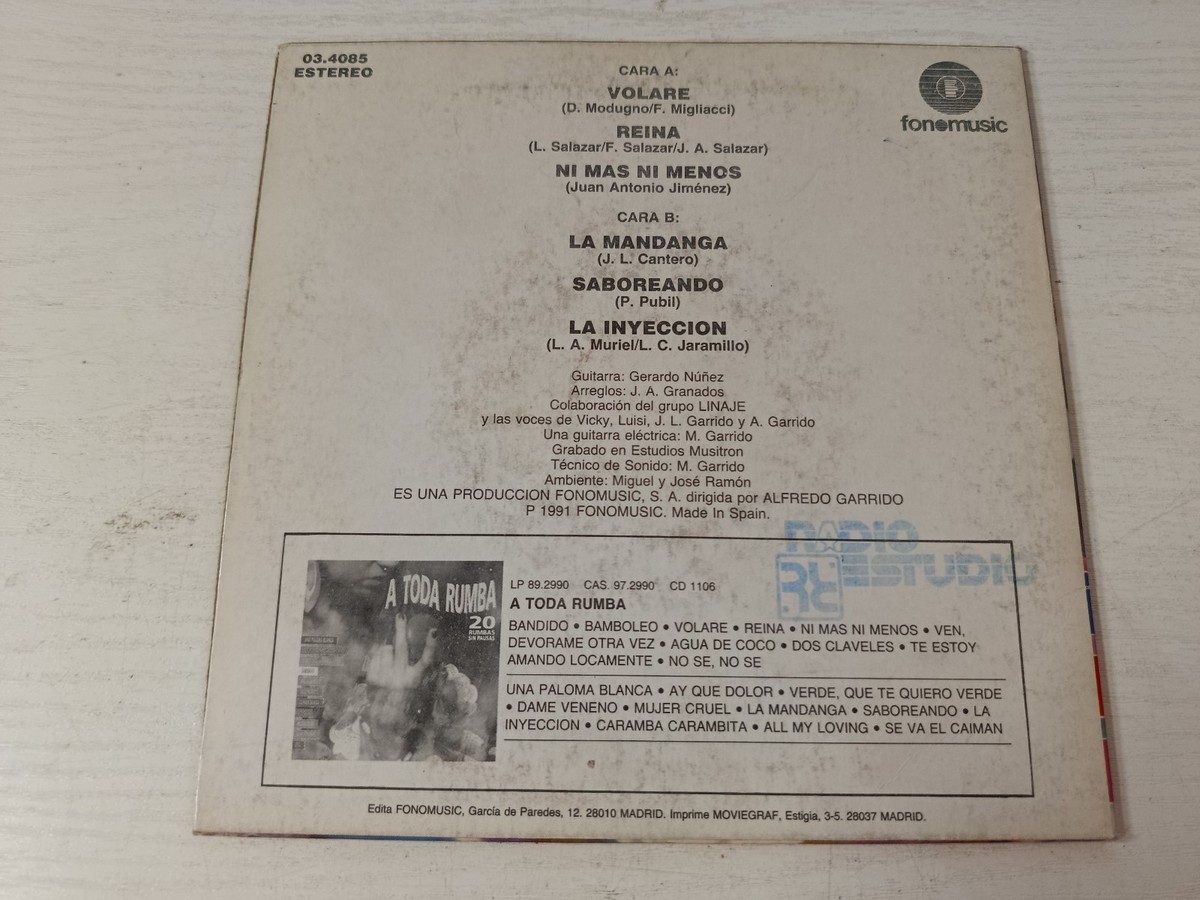 03.4085
ESTEREO
fonomusic
CARA A:
VOLARE
(D. Modugno/F. Migliacci)
REINA
(L. Salazar/F. Salazar/J. A. Salazar)
NI MAS NI MENOS
(Juan Antonio Jiménez)
CARA B:
LA MANDANGA
(J. L. Cantero)
SABOREANDO
(P. Pubil)
LA INYECCION
(L. A. Muriel/L. C. Jaramillo)
Guitarra: Gerardo Núñez
Arreglos: J. A. Granados
Colaboración del grupo LINAJE
y las voces de Vicky, Luisi, J. L. Garrido y A. Garrido
Una guitarra eléctrica: M. Garrido
Grabado en Estudios Musitron
Técnico de Sonido: M. Garrido
Ambiente: Miguel y José Ramón
ES UNA PRODUCCION FONOMUSIC, S. A. dirigida por ALFREDO GARRIDO
P 1991 FONOMUSIC. Made In Spain.
RADIO
ESTUDIO
A TODA RUMBA
20
RUMBAS
SIN PAUSAS
LP 89.2990 CAS. 97.2990 CD 1106
A TODA RUMBA
BANDIDO • BAMBOLEO • VOLARE • REINA • NI MAS NI MENOS • VEN,
DEVORAME OTRA VEZ • AGUA DE COCO • DOS CLAVELES • TE ESTOY
AMANDO LOCAMENTE • NO SE, NO SE
UNA PALOMA BLANCA • AY QUE DOLOR • VERDE, QUE TE QUIERO VERDE
• DAME VENENO • MUJER CRUEL • LA MANDANGA • SABOREANDO • LA
INYECCION • CARAMBA CARAMBITA • ALL MY LOVING • SE VA EL CAIMAN
Edita FONOMUSIC, García de Paredes, 12. 28010 MADRID. Imprime MOVIEGRAF, Estigia, 3-5. 28037 MADRID.